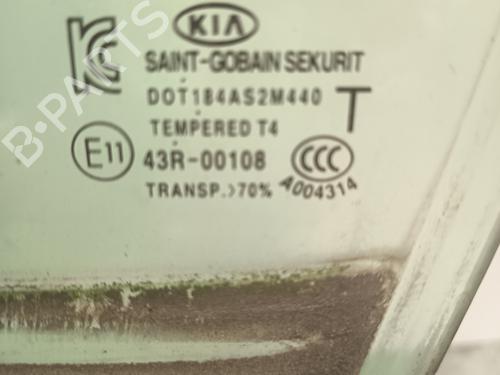 KIA
SAINT-GOBAIN SEKURIT
DOT184AS2M440 T
TEMPERED T4
E11 43R-00108 CCC
TRANSP.>70% A004314
B-PARTS